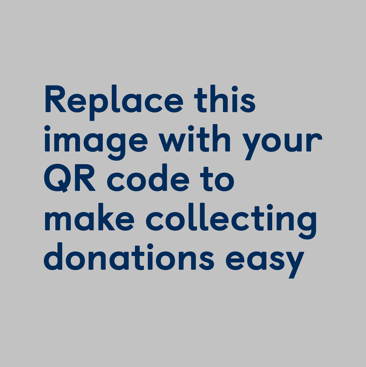 Replace this
image with your
QR code to
make collecting
donations easy